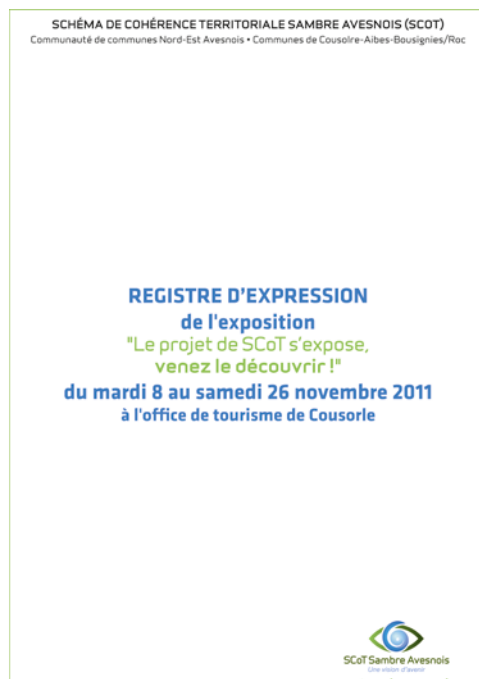 SCHÉMA DE COHÉRENCE TERRITORIALE SAMBRE AVESNOIS (SCOT)
Communauté de communes Nord-Est Avesnois • Communes de Cousolre-Aibes-Bousignies/Roc
REGISTRE D'EXPRESSION
de l'exposition
"Le projet de SCoT s'expose,
venez le découvrir !"
du mardi 8 au samedi 26 novembre 2011
à l'office de tourisme de Cousorle
SCoT Sambre Avesnois
Une vision d'avenir